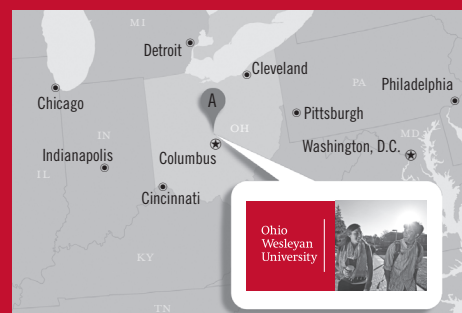 MI
Detroit
Cleveland
PA
Philadelphia
Chicago
A
Pittsburgh
IN
OH
MD
Indianapolis
Columbus
Washington, D.C.
IL
Cincinnati
Ohio
Wesleyan
University
KY
TN